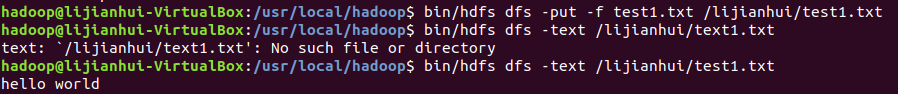 hadoop@lijianhui-VirtualBox:/usr/local/hadoop$ bin/hdfs dfs -put -f test1.txt /lijianhui/test1.txt
hadoop@lijianhui-VirtualBox:/usr/local/hadoop$ bin/hdfs dfs -text /lijianhui/text1.txt
text: `/lijianhui/text1.txt': No such file or directory
hadoop@lijianhui-VirtualBox:/usr/local/hadoop$ bin/hdfs dfs -text /lijianhui/test1.txt
hello world